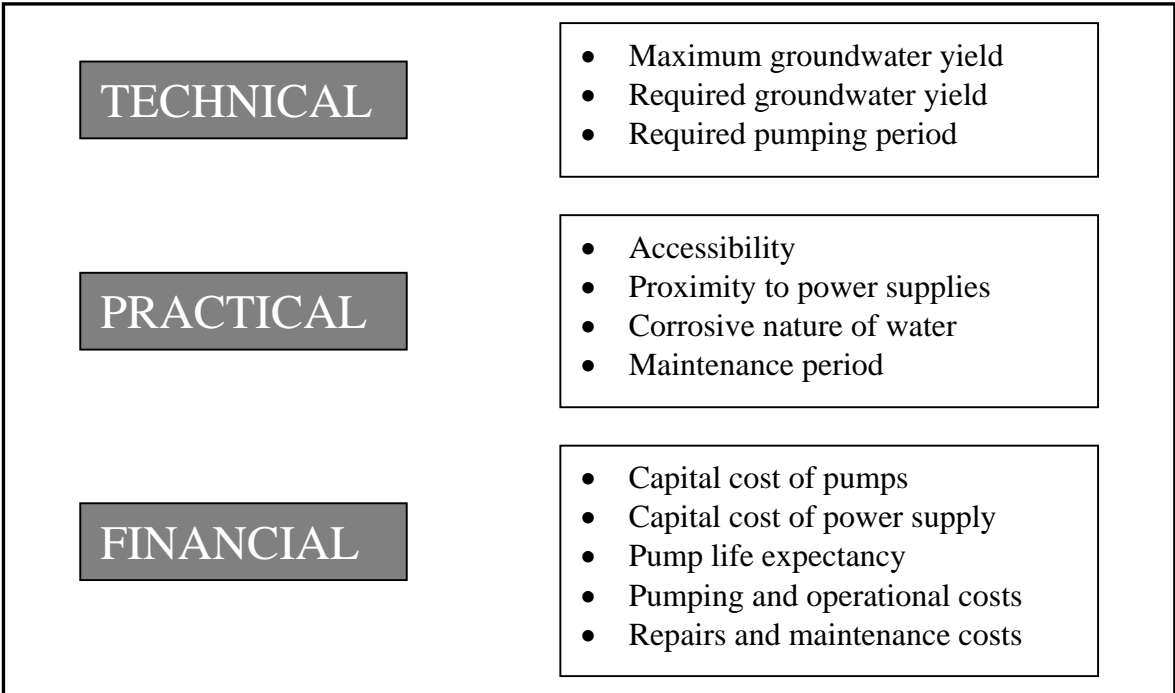 TECHNICAL
• Maximum groundwater yield
• Required groundwater yield
• Required pumping period
PRACTICAL
• Accessibility
• Proximity to power supplies
• Corrosive nature of water
• Maintenance period
FINANCIAL
• Capital cost of pumps
• Capital cost of power supply
• Pump life expectancy
• Pumping and operational costs
• Repairs and maintenance costs